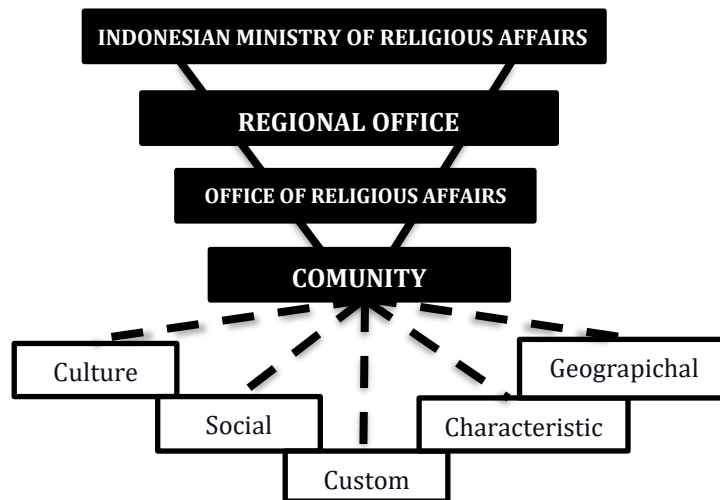 INDONESIAN MINISTRY OF RELIGIOUS AFFAIRS
REGIONAL OFFICE
OFFICE OF RELIGIOUS AFFAIRS
COMUNITY
Culture
Social
Custom
Characteristic
Geograpichal